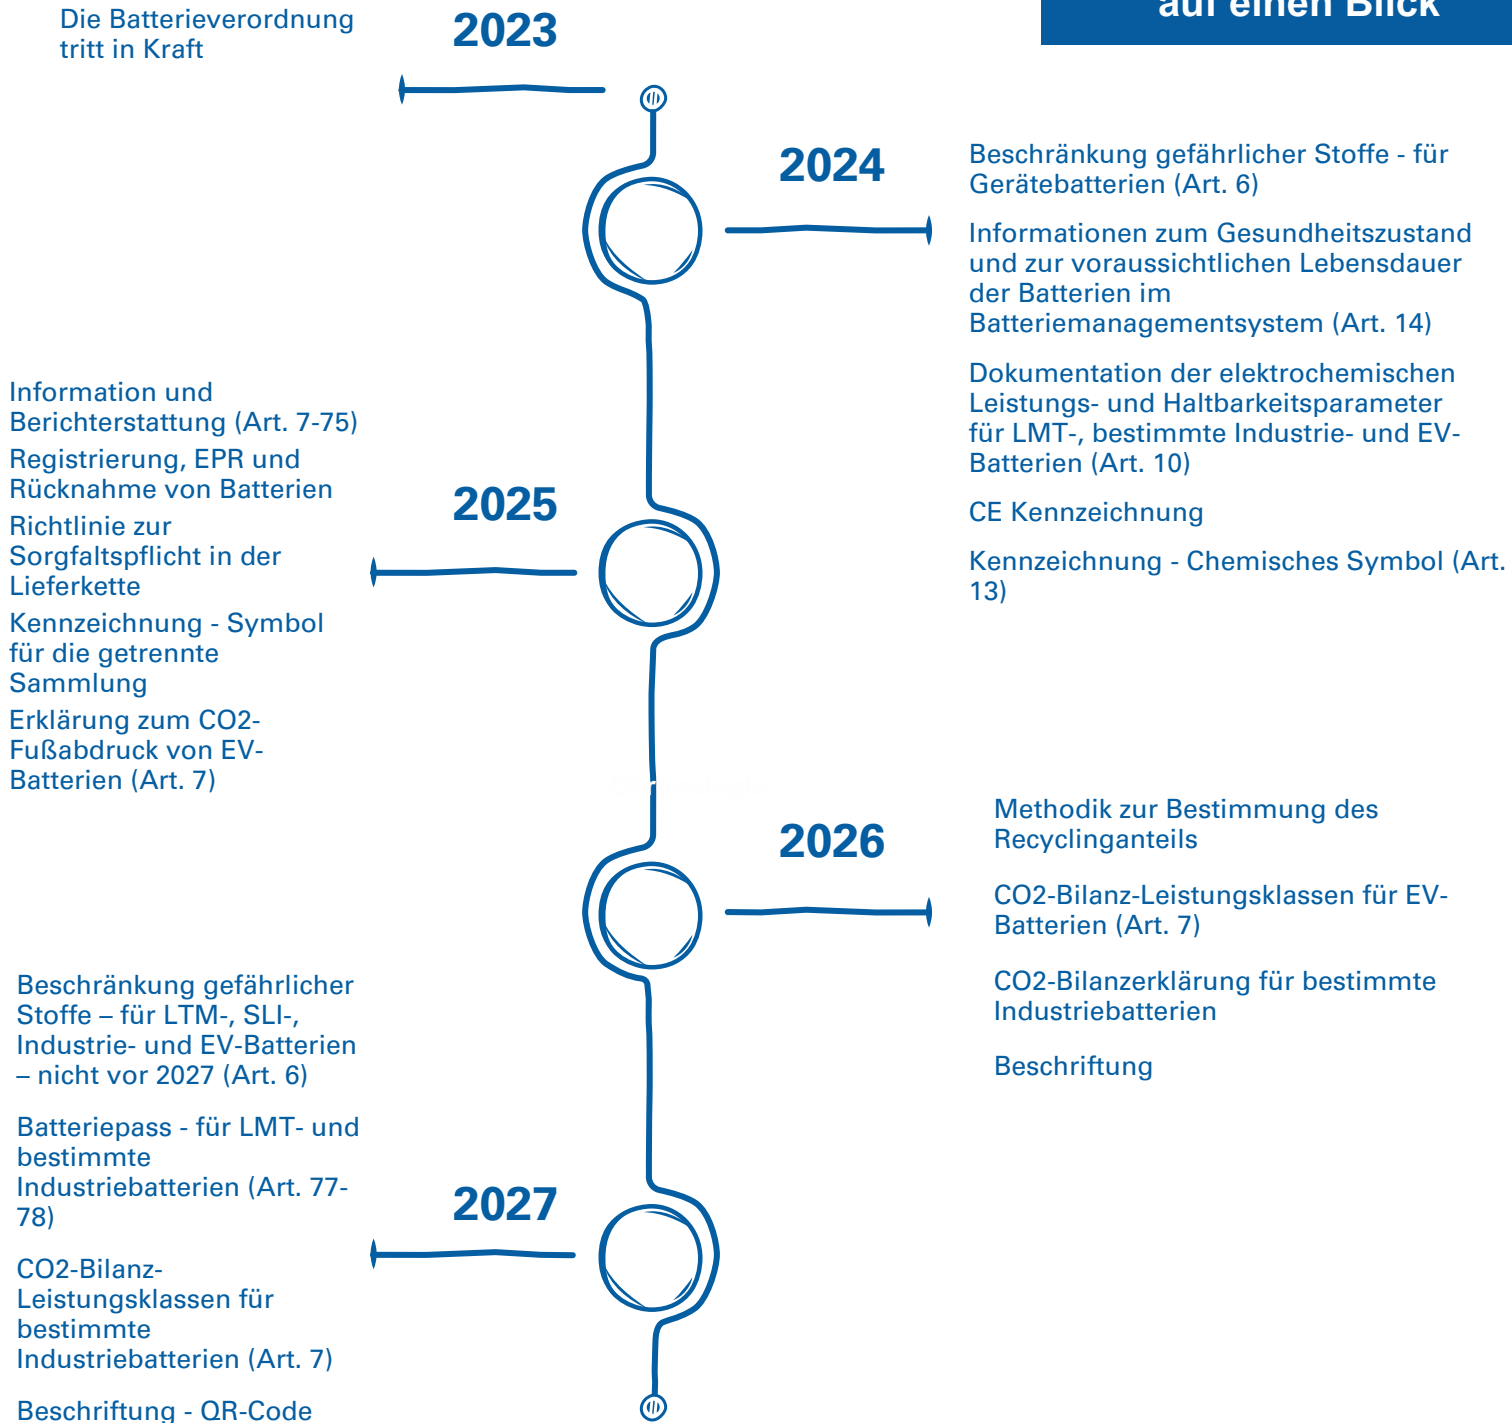 auf einen Blick
Die Batterieverordnung
tritt in Kraft
2023
2024
Beschränkung gefährlicher Stoffe - für
Gerätebatterien (Art. 6)
Informationen zum Gesundheitszustand
und zur voraussichtlichen Lebensdauer
der Batterien im
Batteriemanagementsystem (Art. 14)
Dokumentation der elektrochemischen
Leistungs- und Haltbarkeitsparameter
für LMT-, bestimmte Industrie- und EV-
Batterien (Art. 10)
CE Kennzeichnung
Kennzeichnung - Chemisches Symbol (Art.
13)
Information und
Berichterstattung (Art. 7-75)
Registrierung, EPR und
Rücknahme von Batterien
Richtlinie zur
Sorgfaltspflicht in der
Lieferkette
Kennzeichnung - Symbol
für die getrennte
Sammlung
Erklärung zum CO2-
Fußabdruck von EV-
Batterien (Art. 7)
2025
2026
Methodik zur Bestimmung des
Recyclinganteils
CO2-Bilanz-Leistungsklassen für EV-
Batterien (Art. 7)
CO2-Bilanzerklärung für bestimmte
Industriebatterien
Beschriftung
Beschränkung gefährlicher
Stoffe – für LTM-, SLI-,
Industrie- und EV-Batterien
– nicht vor 2027 (Art. 6)
Batteriepass - für LMT- und
bestimmte
Industriebatterien (Art. 77-
78)
CO2-Bilanz-
Leistungsklassen für
bestimmte
Industriebatterien (Art. 7)
Beschriftung - QR-Code
2027